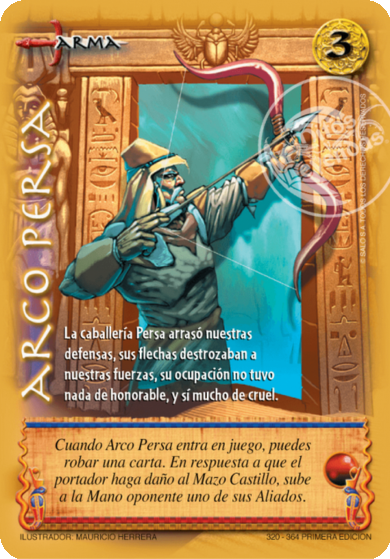 ARMA
3
ARCO PERSA
La caballería Persa arrasó nuestras
defensas, sus flechas destrozaban a
nuestras fuerzas, su ocupación no tuvo
nada de honorable, y sí mucho de cruel.
Cuando Arco Persa entra en juego, puedes
robar una carta. En respuesta a que el
portador haga daño al Mazo Castillo, sube
a la Mano oponente uno de sus Aliados.
ILUSTRADOR: MAURICIO HERRERA
320 - 364 PRIMERA EDICION